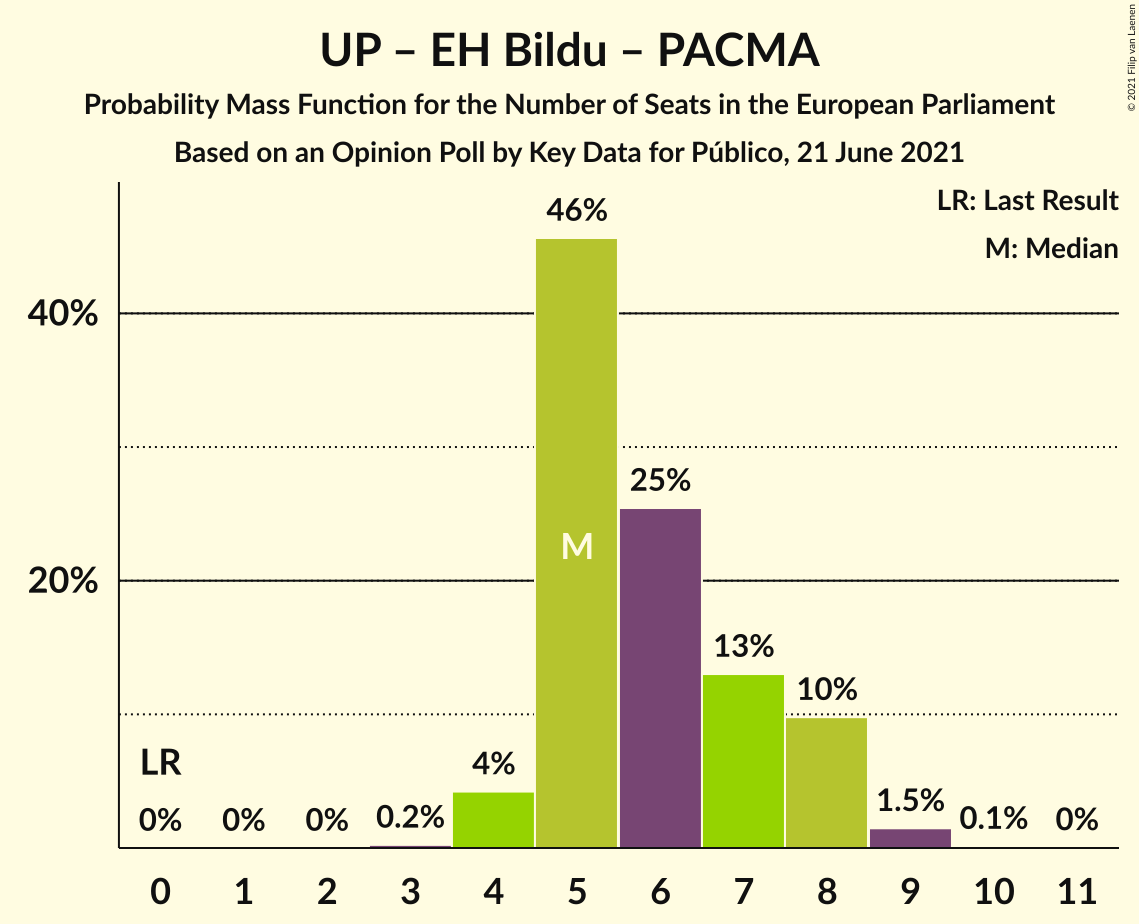 UP – EH Bildu – PACMA
Probability Mass Function for the Number of Seats in the European Parliament
Based on an Opinion Poll by Key Data for Público, 21 June 2021
© 2021 Filip van Laenen
LR: Last Result
M: Median
46%
40%
25%
M
20%
13%
10%
LR
4%
0% 0% 0% 0.2% 1.5% 0.1% 0%
0 1 2 3 4 5 6 7 8 9 10 11